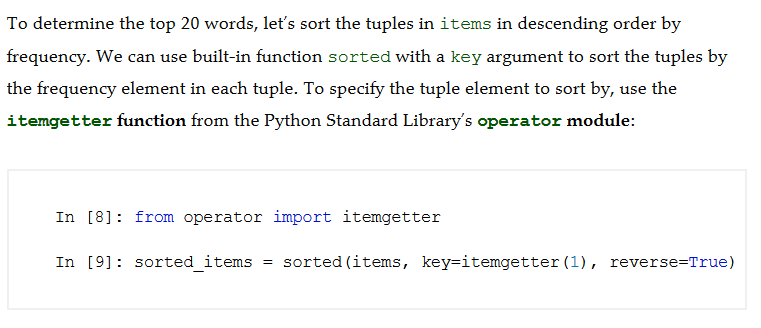 To determine the top 20 words, let’s sort the tuples in items in descending order by
frequency. We can use built-in function sorted with a key argument to sort the tuples by
the frequency element in each tuple. To specify the tuple element to sort by, use the
itemgetter function from the Python Standard Library’s operator module:
In [8]: from operator import itemgetter
In [9]: sorted_items = sorted(items, key=itemgetter(1), reverse=True)